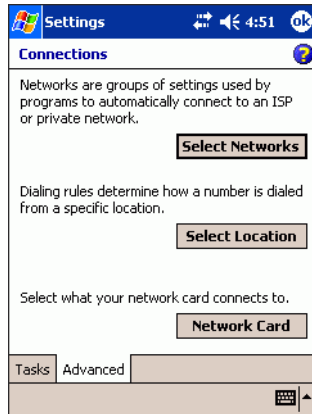 Settings 4:51 ok
Connections ?
Networks are groups of settings used by
programs to automatically connect to an ISP
or private network.
Select Networks
Dialing rules determine how a number is dialed
from a specific location.
Select Location
Select what your network card connects to.
Network Card
Tasks Advanced